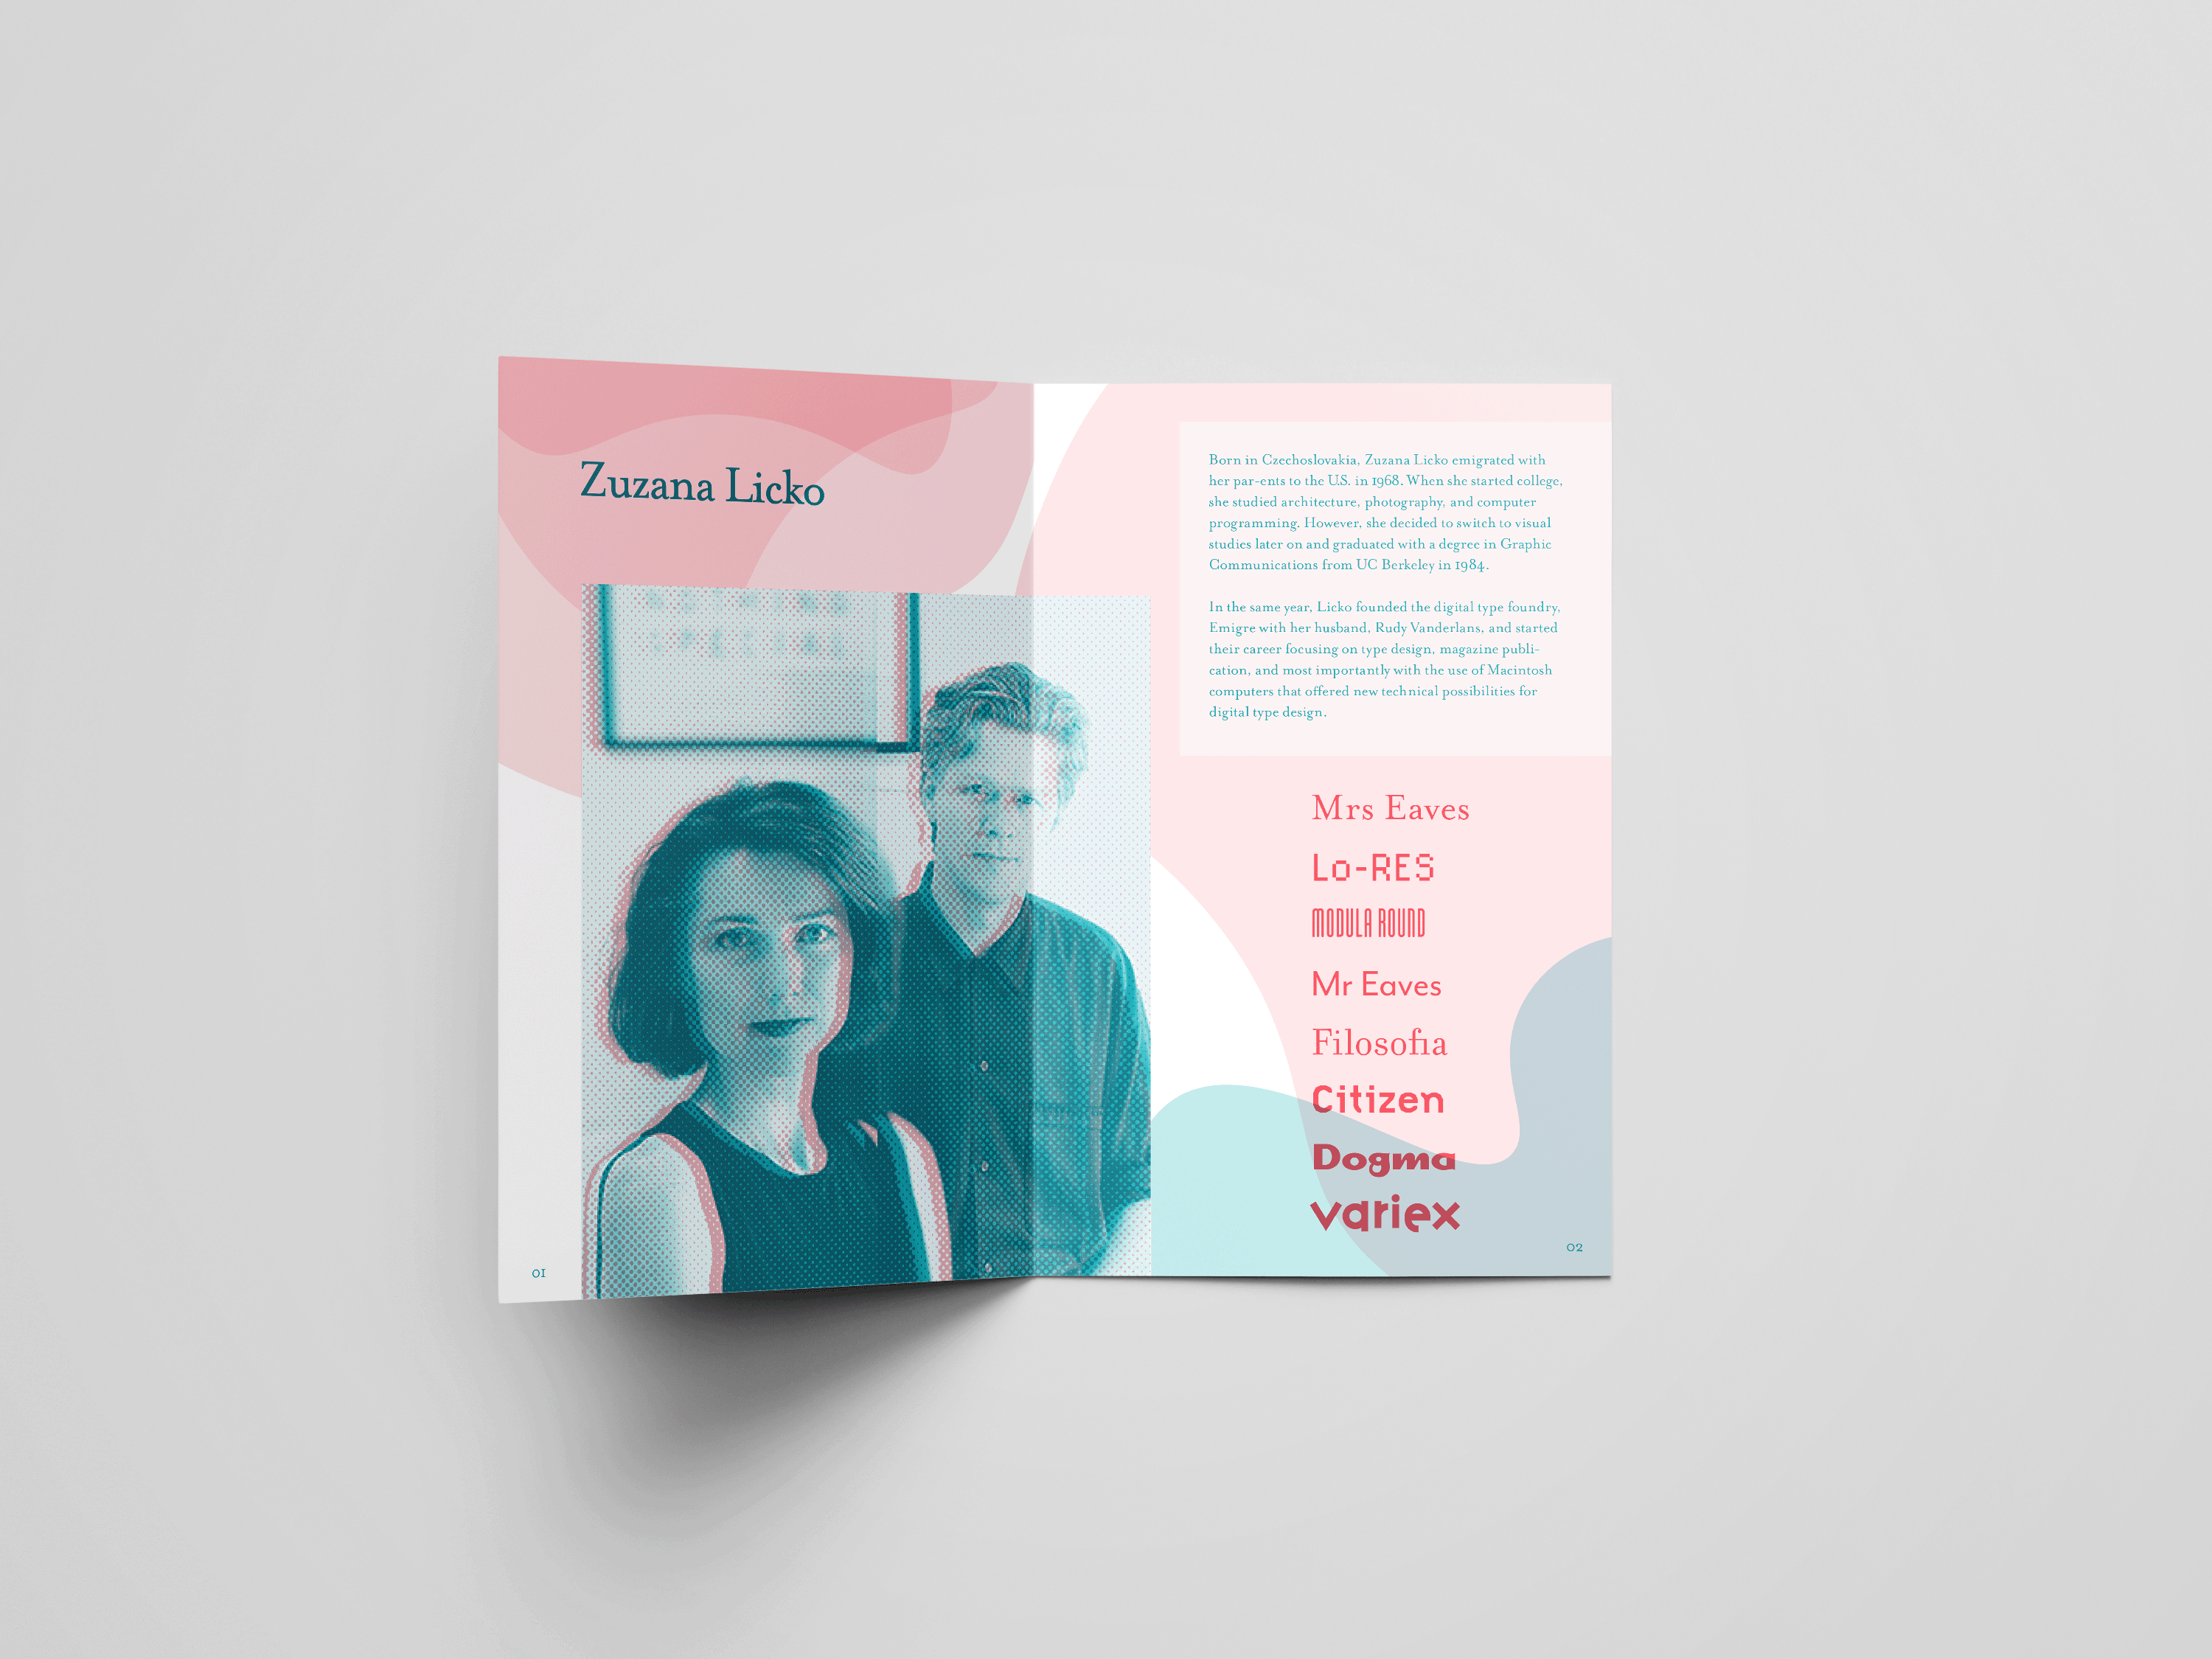 Zuzana Licko
01
Born in Czechoslovakia, Zuzana Licko emigrated with
her par-ents to the U.S. in 1968. When she started college,
she studied architecture, photography, and computer
programming. However, she decided to switch to visual
studies later on and graduated with a degree in Graphic
Communications from UC Berkeley in 1984.
In the same year, Licko founded the digital type foundry,
Emigre with her husband, Rudy Vanderlans, and started
their career focusing on type design, magazine publi-
cation, and most importantly with the use of Macintosh
computers that offered new technical possibilities for
digital type design.
Mrs Eaves
Lo-RES
MODULA ROUND
Mr Eaves
Filosofia
Citizen
Dogma
variex
02